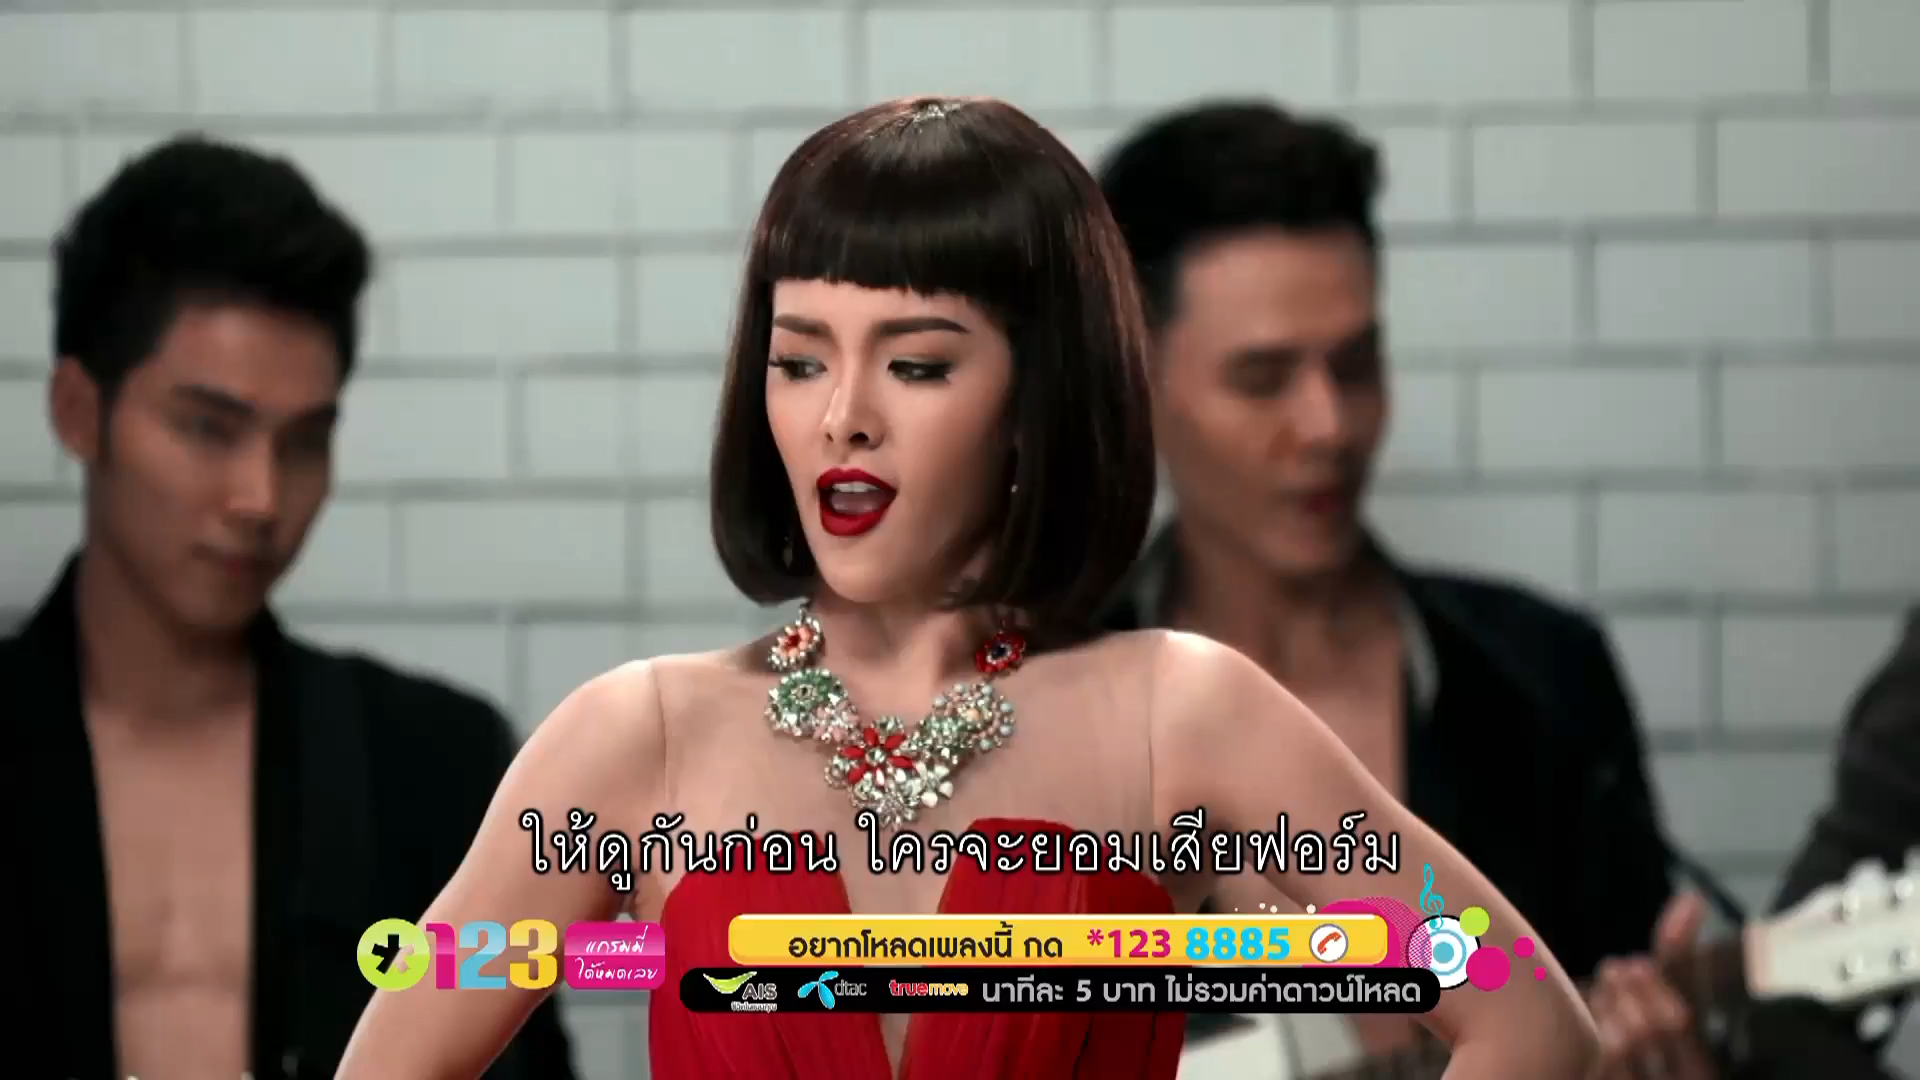 ให้ดูกันก่อน ใครจะยอมเสียฟอร์ม
*123 แกรมมี่ ได้หมดเลย
อยากโหลดเพลงนี้ กด *123 8885
AIS dtac truemove นาทีละ 5 บาท ไม่รวมค่าดาวน์โหลด